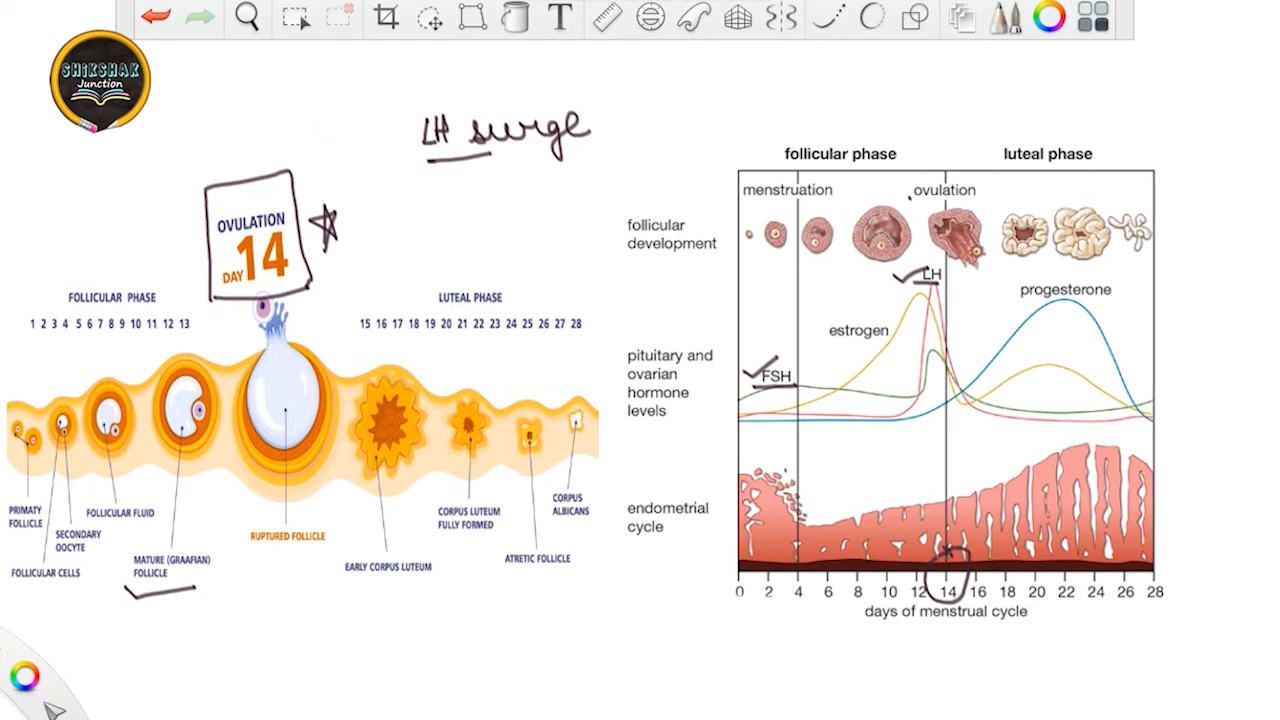 SHIKSHAK
Junction
LH surge
OVULATION
DAY 14
FOLLICULAR PHASE
1 2 3 4 5 6 7 8 9 10 11 12 13
LUTEAL PHASE
15 16 17 18 19 20 21 22 23 24 25 26 27 28
PRIMATY
FOLLICLE
FOLLICULAR CELLS
SECONDARY
OOCYTE
FOLLICULAR FLUID
MATURE (GRAAFIAN)
FOLLICLE
RUPTURED FOLLICLE
EARLY CORPUS LUTEUM
CORPUS LUTEUM
FULLY FORMED
ATRETIC FOLLICLE
CORPUS
ALBICANS
follicular phase
luteal phase
menstruation
ovulation
follicular
development
LH
progesterone
estrogen
FSH
pituitary and
ovarian
hormone
levels
endometrial
cycle
0 2 4 6 8 10 12 14 16 18 20 22 24 26 28
days of menstrual cycle